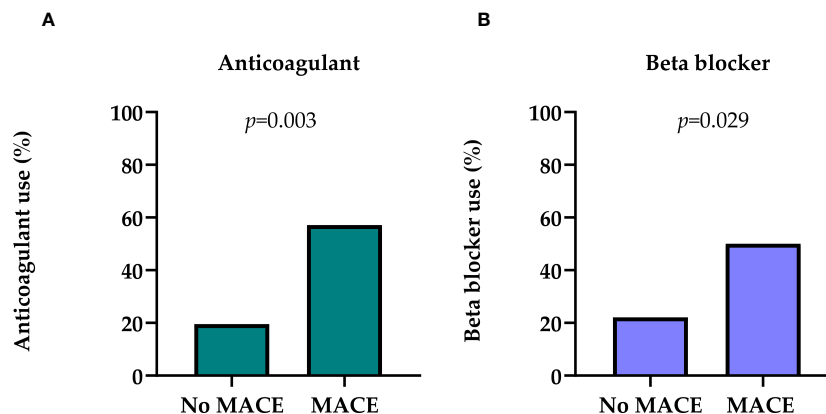 A
Anticoagulant
Anticoagulant use (%)
100
80
60
40
20
0
p=0.003
No MACE MACE
B
Beta blocker
Beta blocker use (%)
100
80
60
40
20
0
p=0.029
No MACE MACE